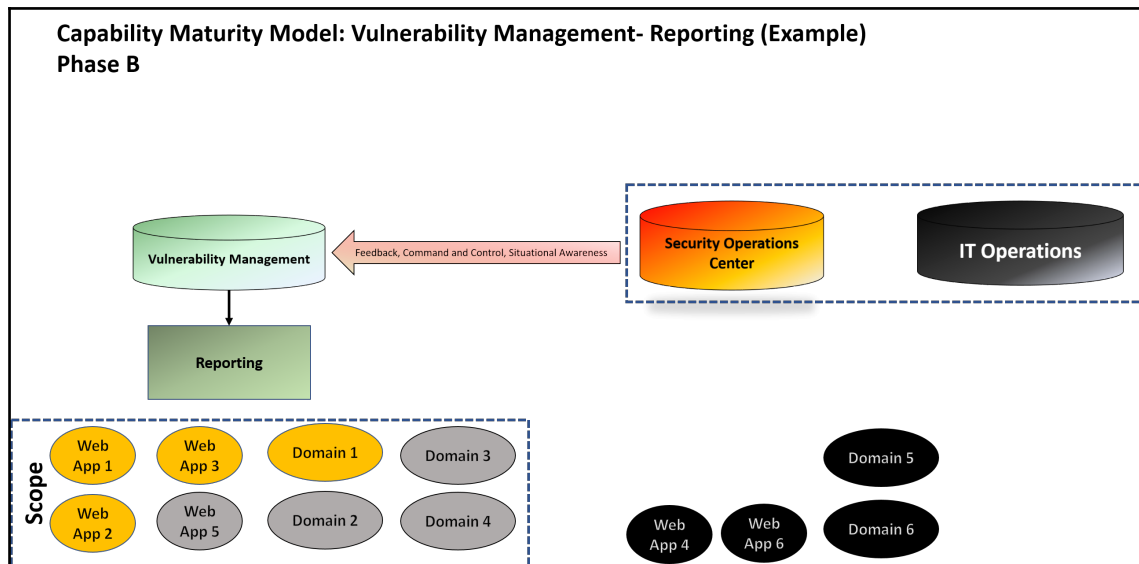 Capability Maturity Model: Vulnerability Management- Reporting (Example)
Phase B
Vulnerability Management
Feedback, Command and Control, Situational Awareness
Security Operations
Center
IT Operations
Reporting
Scope
Web
App 1
Web
App 3
Domain 1
Domain 3
Domain 5
Web
App 2
Web
App 5
Domain 2
Domain 4
Web
App 4
Web
App 6
Domain 6